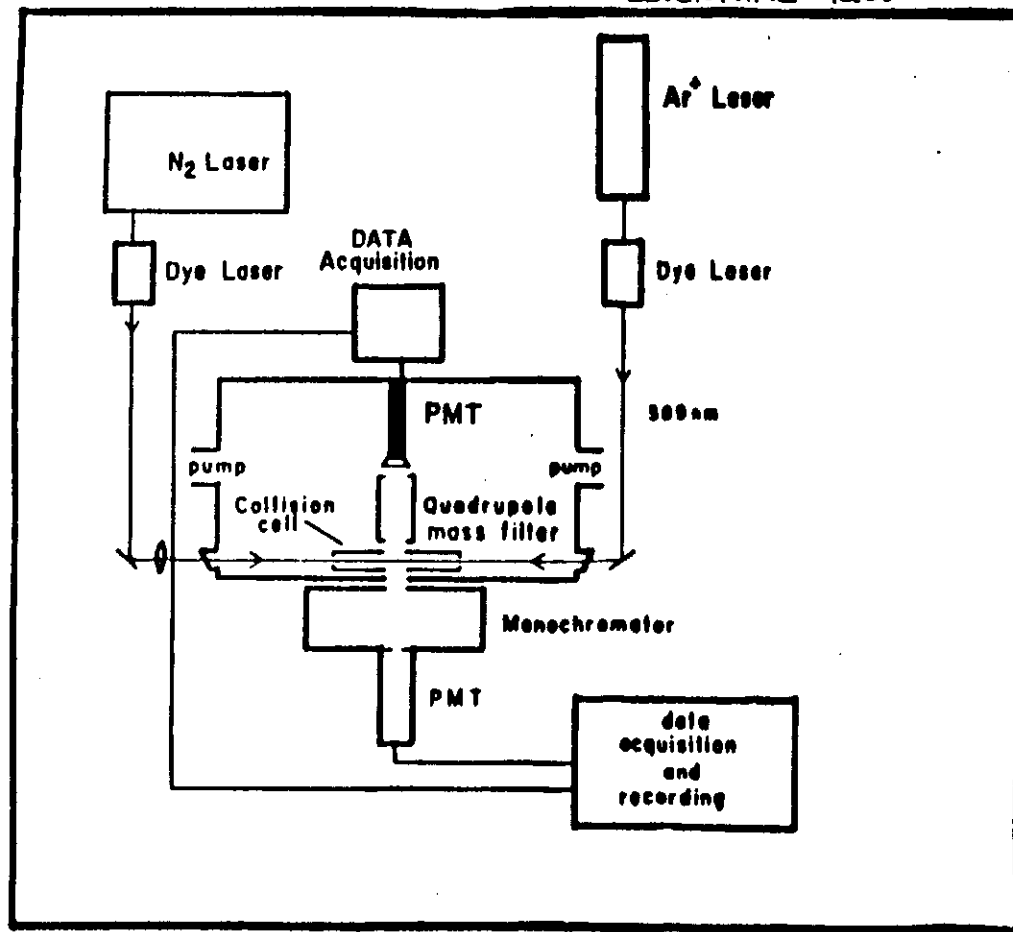 Ar+ Laser
N2 Laser
DATA
Acquisition
Dye Laser
Dye Laser
PMT
pump
pump
Collision
cell
Quadrupole
mass filter
Monochrometer
PMT
data
acquisition
and
recording